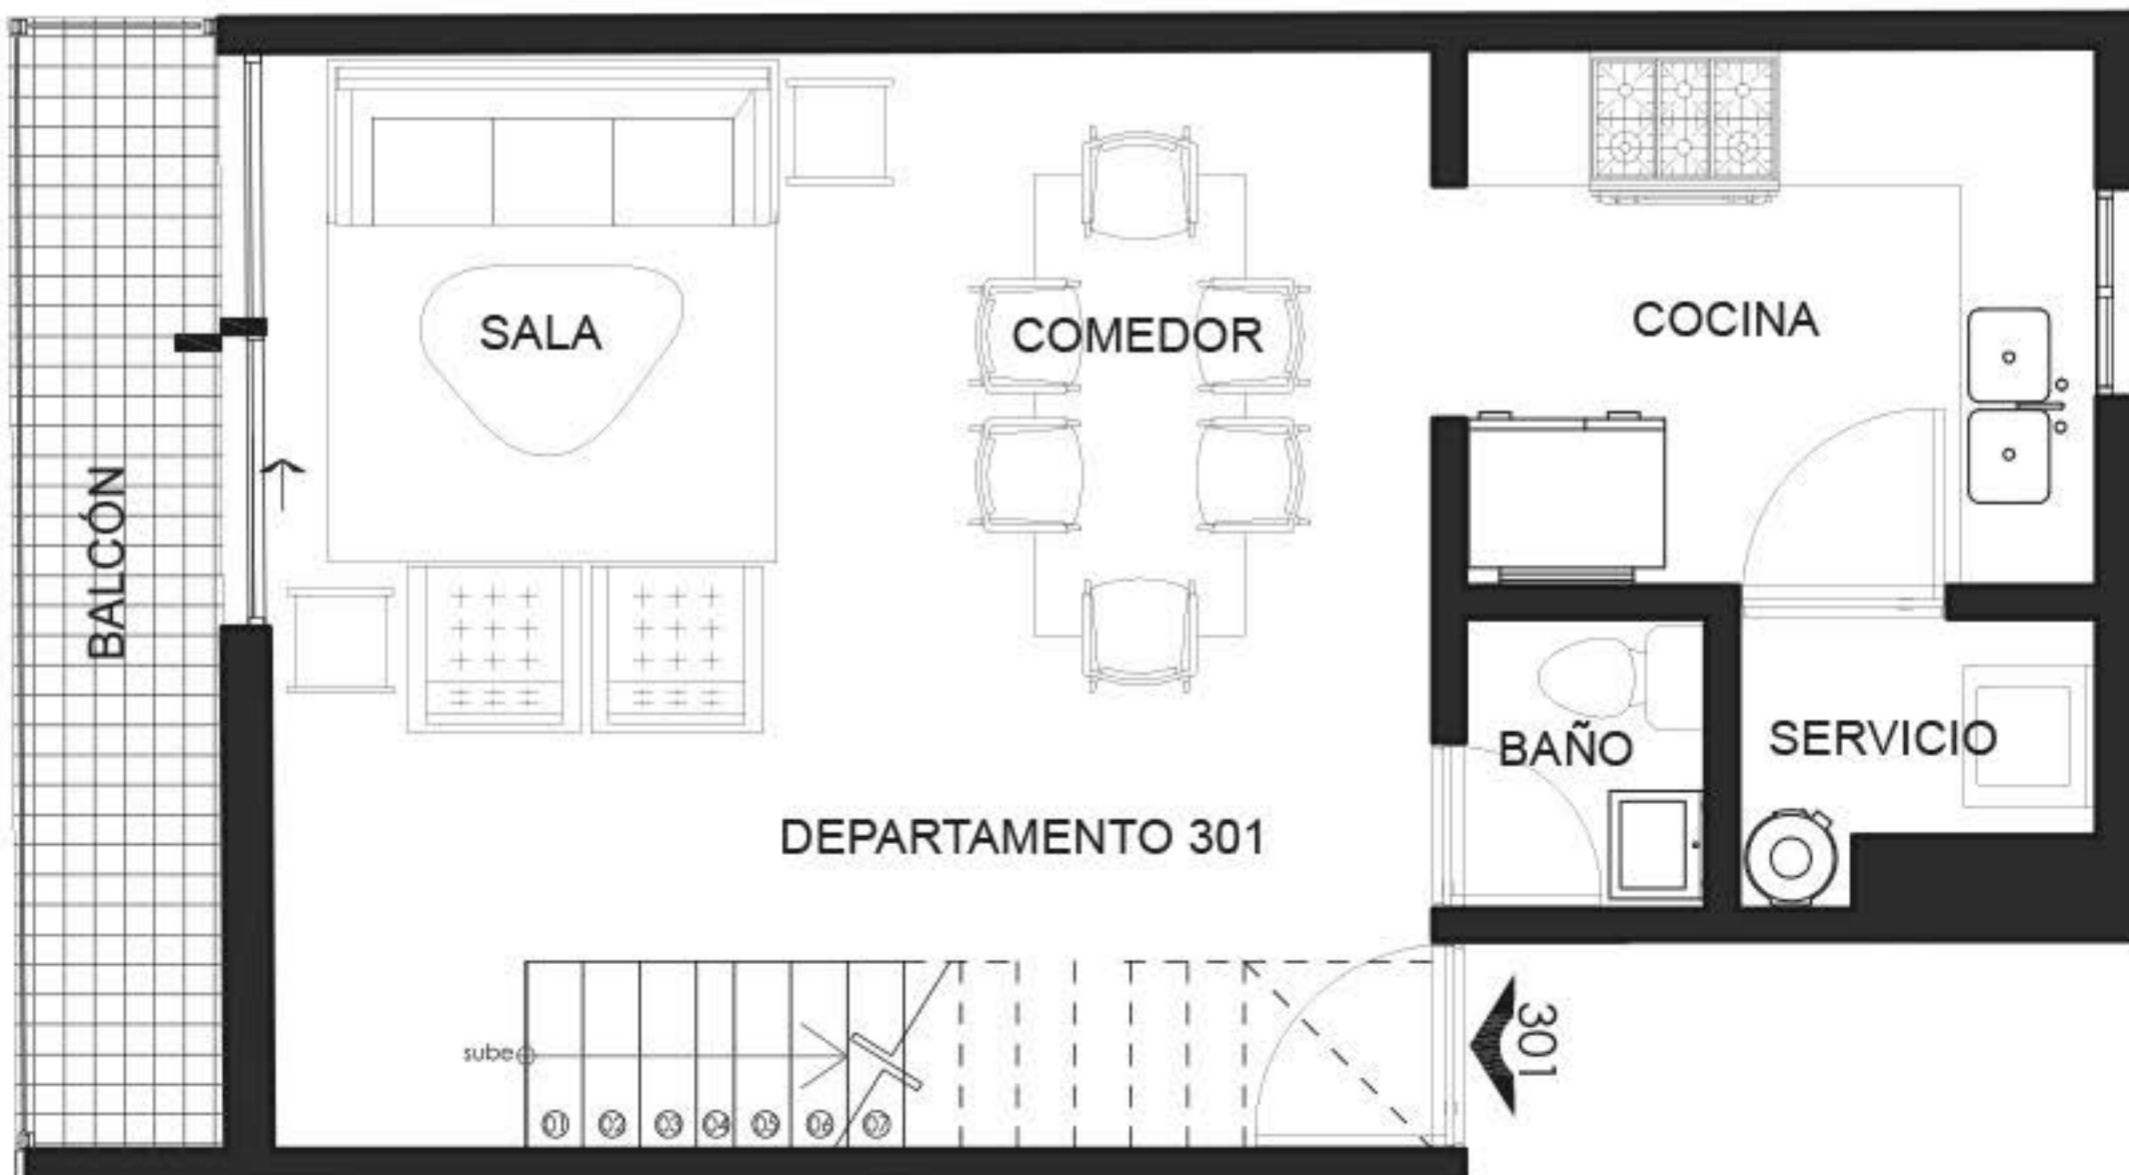 SALA
COMEDOR
COCINA
BALCÓN
BAÑO
SERVICIO
DEPARTAMENTO 301
sube
01 02 03 04 05 06 07
301